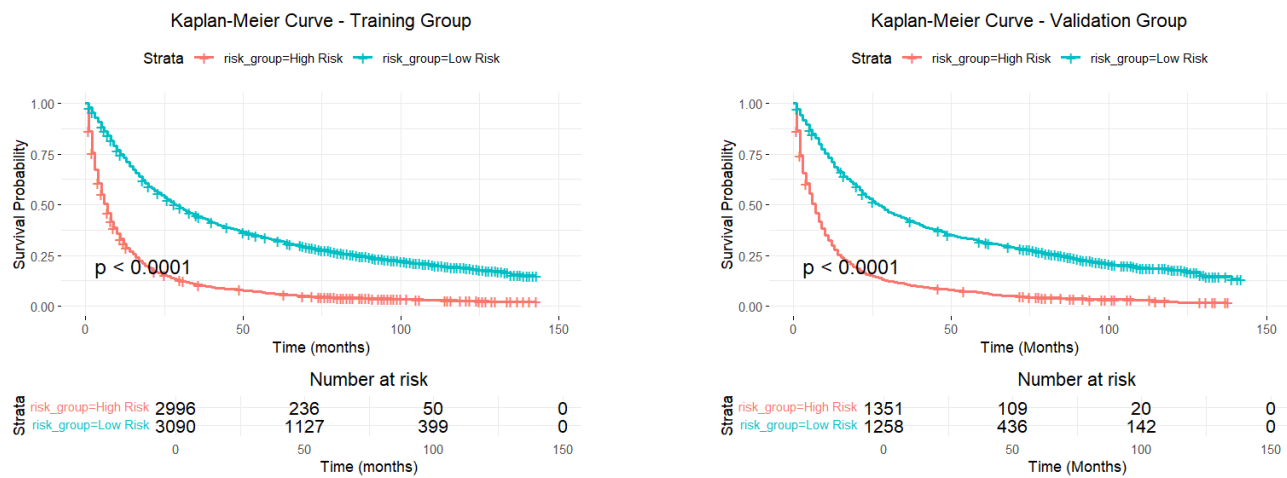 Kaplan-Meier Curve - Training Group
Strata risk_group=High Risk risk_group=Low Risk
Survival Probability
1.00
0.75
0.50
0.25
0.00
p < 0.0001
0 50 100 150
Time (months)
Number at risk
Strata
risk_group=High Risk 2996 236 50 0
risk_group=Low Risk 3090 1127 399 0
0 50 100 150
Time (months)
Kaplan-Meier Curve - Validation Group
Strata risk_group=High Risk risk_group=Low Risk
Survival Probability
1.00
0.75
0.50
0.25
0.00
p < 0.0001
0 50 100 150
Time (Months)
Number at risk
Strata
risk_group=High Risk 1351 109 20 0
risk_group=Low Risk 1258 436 142 0
0 50 100 150
Time (Months)